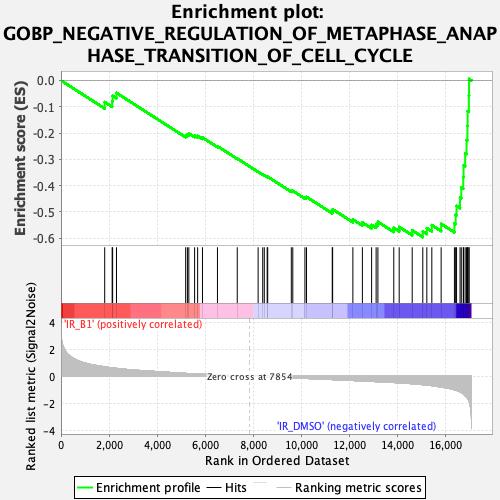 Enrichment plot:
GOBP_NEGATIVE_REGULATION_OF_METAPHASE_ANAP
HASE_TRANSITION_OF_CELL_CYCLE
Enrichment score (ES)
0.0
-0.1
-0.2
-0.3
-0.4
-0.5
-0.6
'IR_B1' (positively correlated)
Ranked list metric (Signal2Noise)
4
2
0
-2
-4
Zero cross at 7854
'IR_DMSO' (negatively correlated)
0 2,000 4,000 6,000 8,000 10,000 12,000 14,000 16,000
Rank in Ordered Dataset
Enrichment profile Hits Ranking metric scores